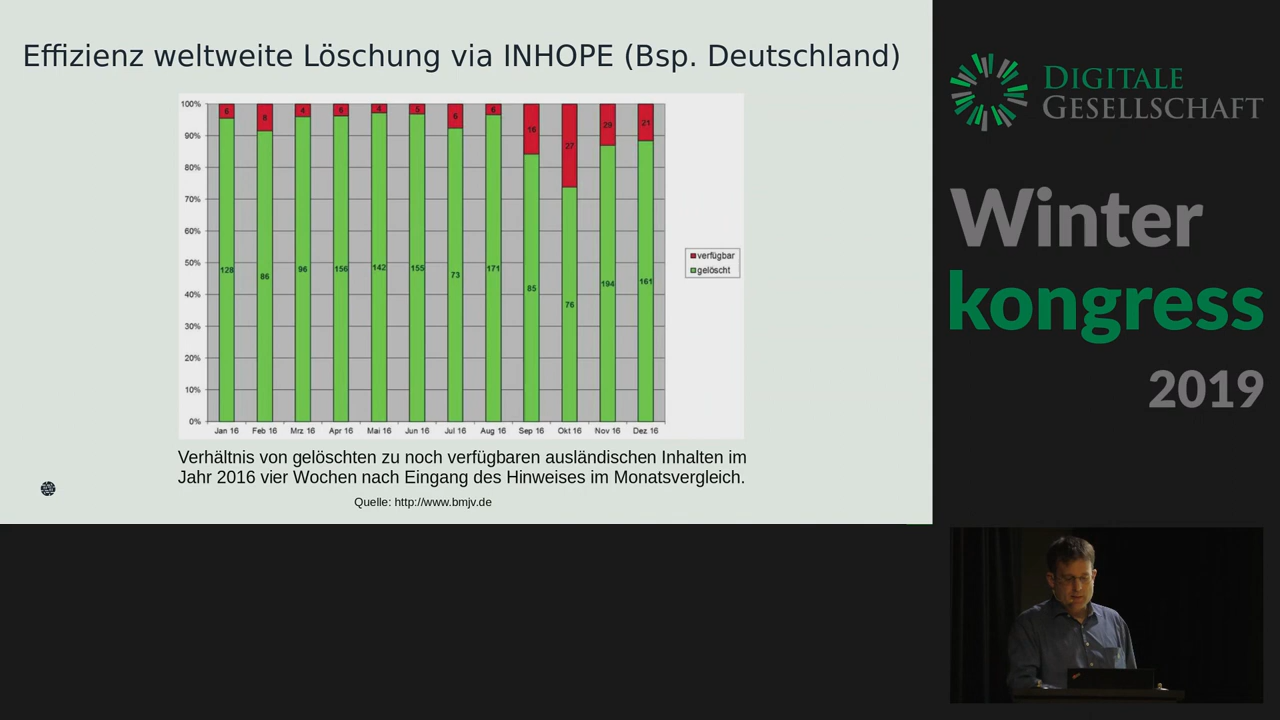 Effizienz weltweite Löschung via INHOPE (Bsp. Deutschland)
100%
90%
80%
70%
60%
50%
40%
30%
20%
10%
0%
6 8 4 6 4 5 6 6 16 27 29 21
128 86 96 156 142 155 73 171 85 76 194 161
Jan 16 Feb 16 Mrz 16 Apr 16 Mai 16 Jun 16 Jul 16 Aug 16 Sep 16 Okt 16 Nov 16 Dez 16
verfügbar
gelöscht
Verhältnis von gelöschten zu noch verfügbaren ausländischen Inhalten im
Jahr 2016 vier Wochen nach Eingang des Hinweises im Monatsvergleich.
Quelle: http://www.bmjv.de
DIGITALE
GESELLSCHAFT
Winter
kongress
2019